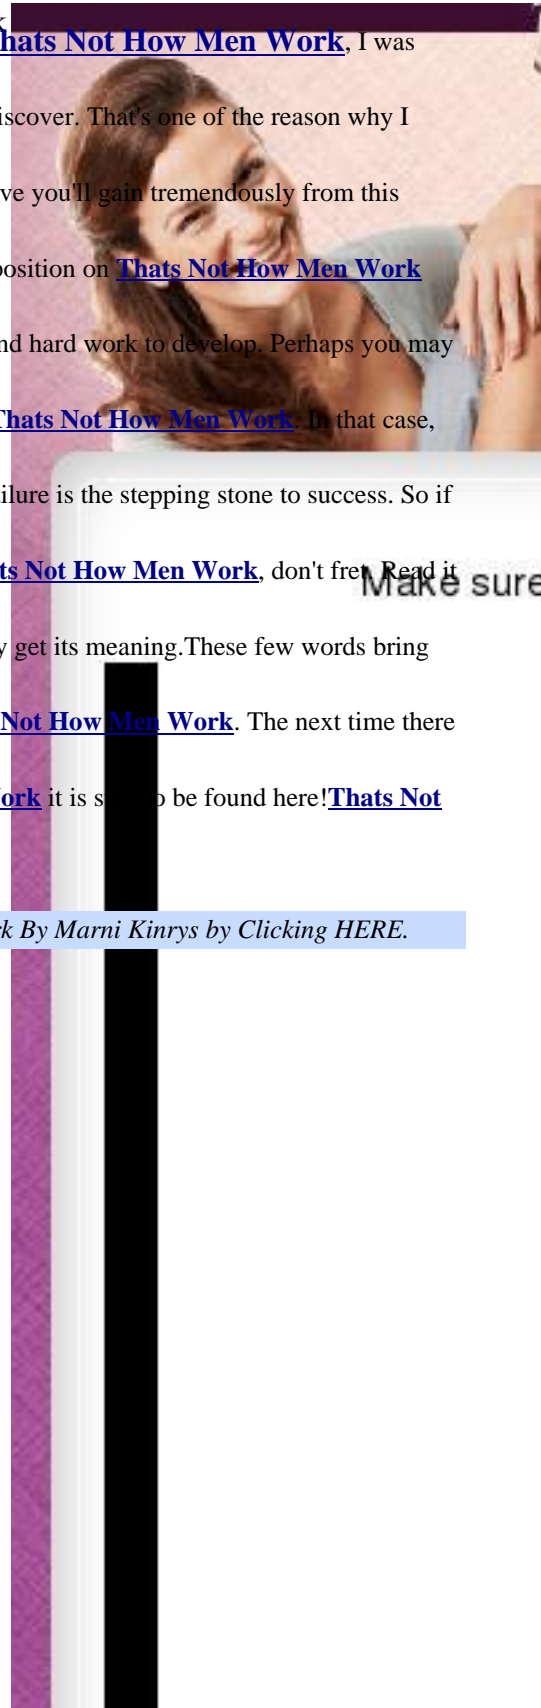 k
hats Not How Men Work, I was
iscover. That's one of the reason why I
ve you'll gain tremendously from this
position on Thats Not How Men Work
nd hard work to develop. Perhaps you may
Thats Not How Men Work. In that case,
ilure is the stepping stone to success. So if
ts Not How Men Work, don't fret. Read it
Make sure
y get its meaning.These few words bring
Not How Men Work. The next time there
ork it is s o be found here!Thats Not
k By Marni Kinrys by Clicking HERE.